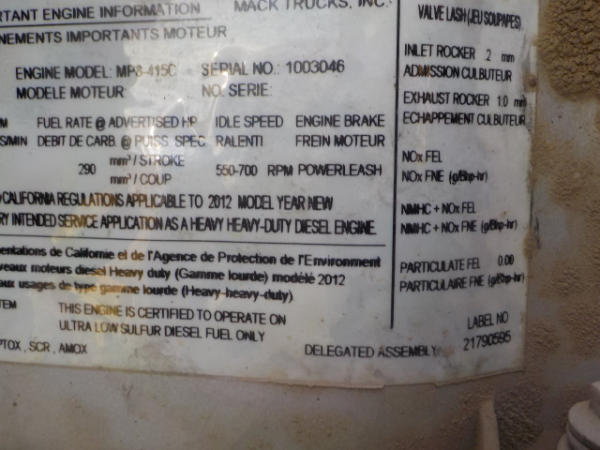 RTANT ENGINE INFORMATION MACK TRUCKS, INC.
NEMENTS IMPORTANTS MOTEUR
ENGINE MODEL: MP8-415C SERIAL NO.: 1003046
MODELE MOTEUR: NO. SERIE:
M FUEL RATE @ ADVERTISED HP IDLE SPEED ENGINE BRAKE
S/MIN DEBIT DE CARB. @ PUISS. SPEC. RALENTI FREIN MOTEUR
290 mm³/STROKE 550-700 RPM POWERLEASH
mm³/COUP
CALIFORNIA REGULATIONS APPLICABLE TO 2012 MODEL YEAR NEW
RY INTENDED SERVICE APPLICATION AS A HEAVY HEAVY-DUTY DIESEL ENGINE.
entations de Californie et de l'Agence de Protection de l'Environment
veaux moteurs diesel Heavy duty (Gamme lourde) modélé 2012
aux usages de type gamme lourde (Heavy-heavy-duty)
TEM THIS ENGINE IS CERTIFIED TO OPERATE ON
ULTRA LOW SULFUR DIESEL FUEL ONLY
PTOX, SCR, AMOX
DELEGATED ASSEMBLY
VALVE LASH (JEU SOUPAPES)
INLET ROCKER .2 mm
ADMISSION CULBUTEUR
EXHAUST ROCKER 1.0 mm
ECHAPPEMENT CULBUTEUR
NOx FEL
NOx FNE (g/Bhp-hr)
NMHC + NOx FEL
NMHC + NOx FNE (g/Bhp-hr)
PARTICULATE FEL 0.00
PARTICULAIRE FNE (g/Bhp-hr)
LABEL NO
21790595